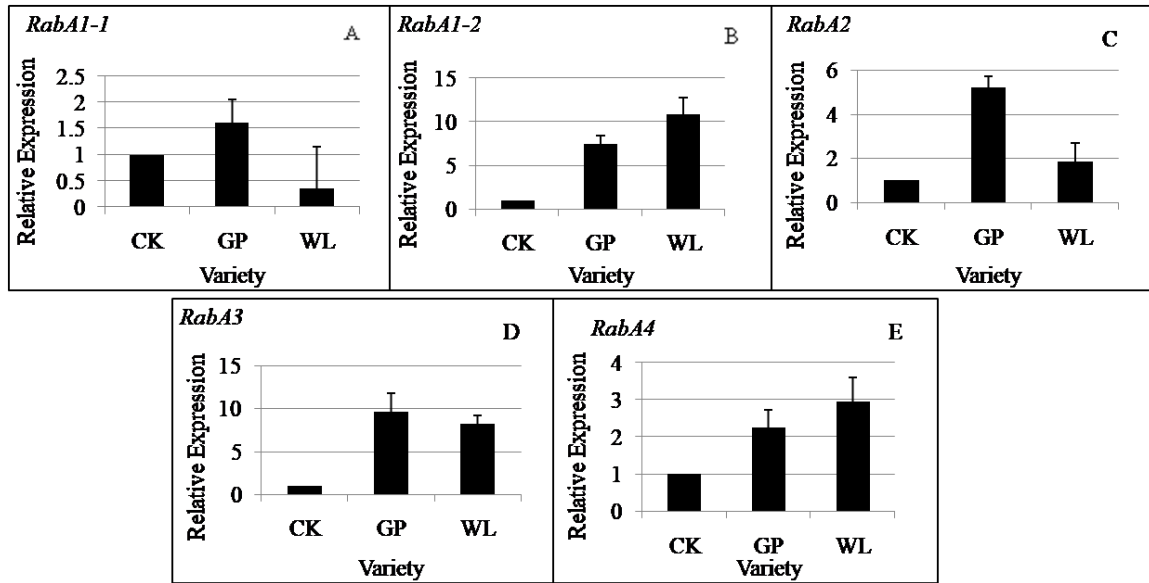 RabA1-1
A
Relative Expression
2.5
2
1.5
1
0.5
0
CK GP WL
Variety
RabA1-2
B
Relative Expression
15
10
5
0
CK GP WL
Variety
RabA2
C
Relative Expression
6
4
2
0
CK GP WL
Variety
RabA3
D
Relative Expression
15
10
5
0
CK GP WL
Variety
RabA4
E
Relative Expression
4
3
2
1
0
CK GP WL
Variety